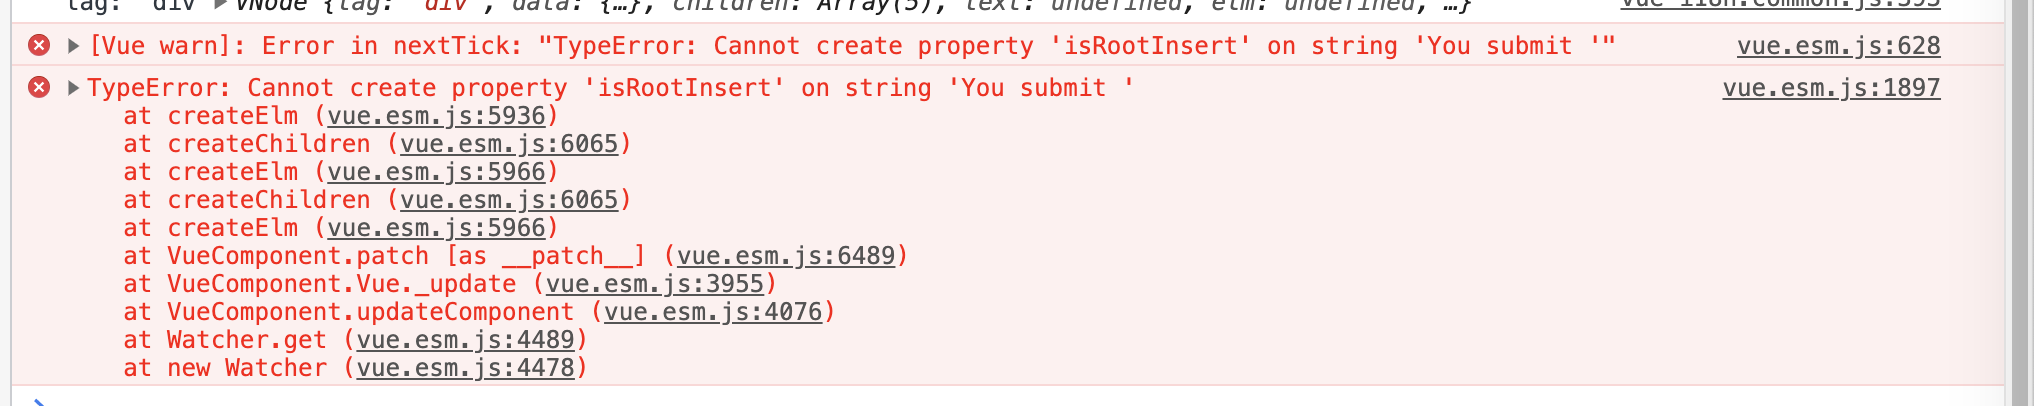 tag: "div" ▶VNode {tag: "div", data: {…}, children: Array(5), text: undefined, elm: undefined, …} vue-i18n.common.js:393
▶[Vue warn]: Error in nextTick: "TypeError: Cannot create property 'isRootInsert' on string 'You submit '" vue.esm.js:628
▶TypeError: Cannot create property 'isRootInsert' on string 'You submit ' vue.esm.js:1897
at createElm (vue.esm.js:5936)
at createChildren (vue.esm.js:6065)
at createElm (vue.esm.js:5966)
at createChildren (vue.esm.js:6065)
at createElm (vue.esm.js:5966)
at VueComponent.patch [as __patch__] (vue.esm.js:6489)
at VueComponent.Vue._update (vue.esm.js:3955)
at VueComponent.updateComponent (vue.esm.js:4076)
at Watcher.get (vue.esm.js:4489)
at new Watcher (vue.esm.js:4478)